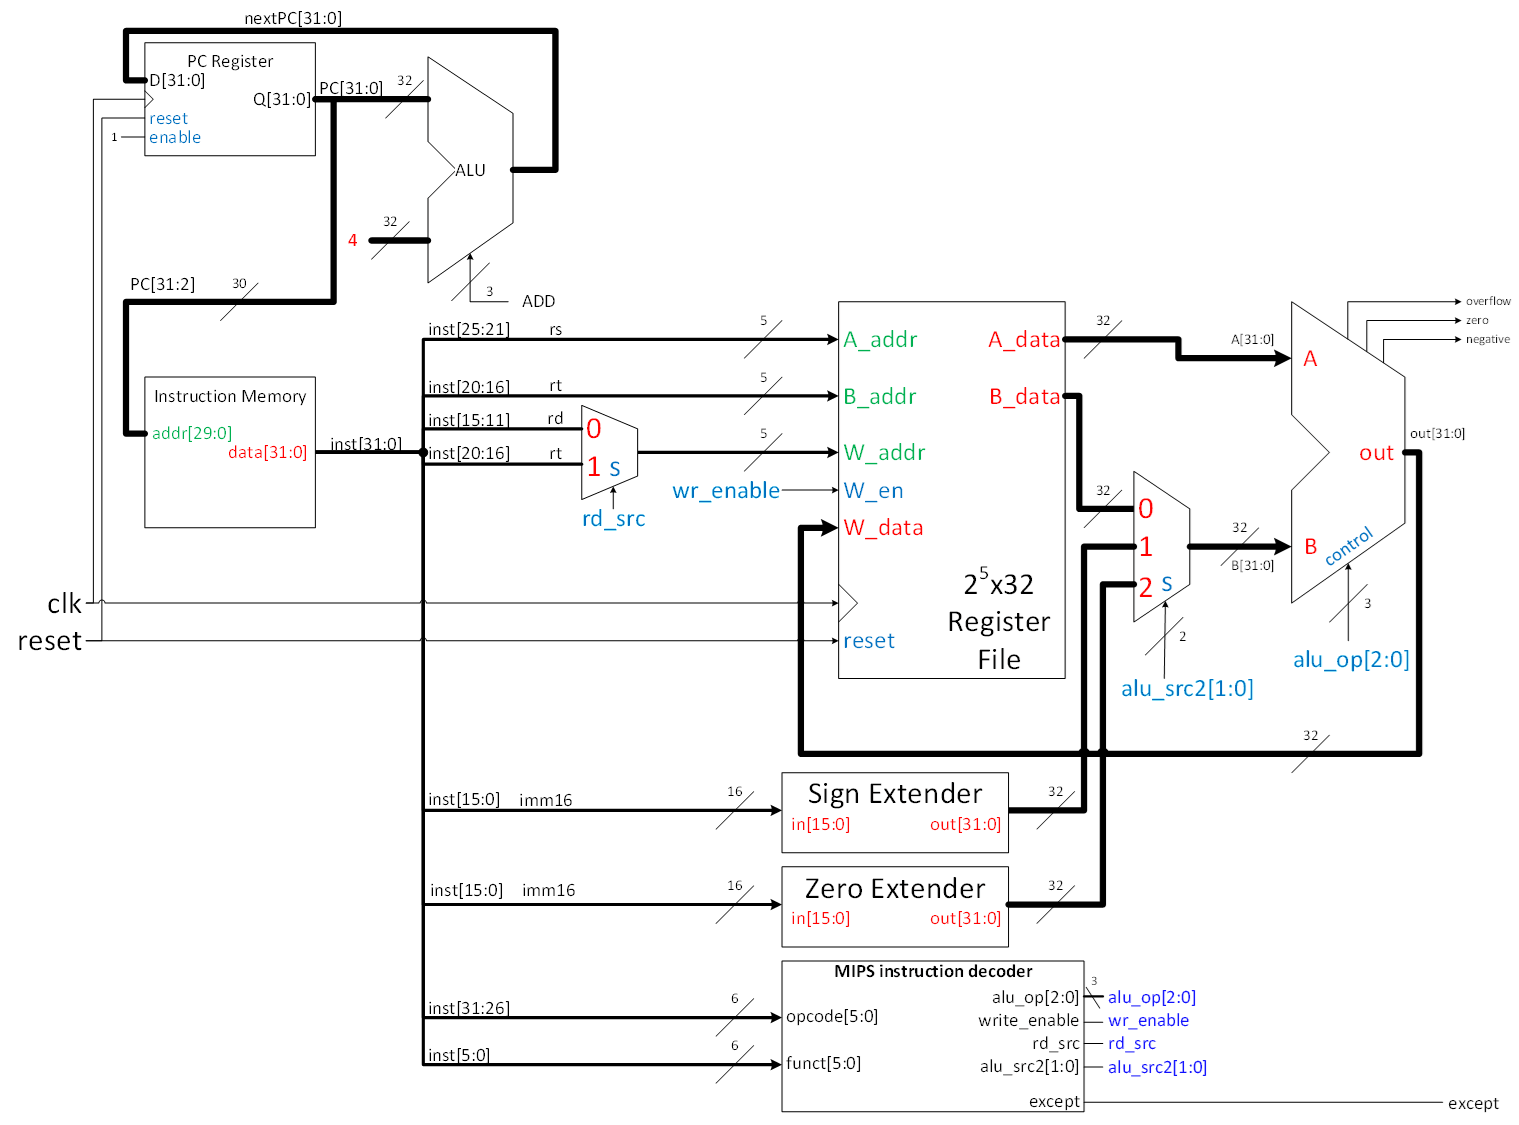 nextPC[31:0]
PC Register
D[31:0]
Q[31:0]
reset
1
enable
PC[31:0]
32
ALU
4
32
3
ADD
PC[31:2]
30
Instruction Memory
addr[29:0]
data[31:0]
inst[31:0]
inst[25:21] rs
5
inst[20:16] rt
5
inst[15:11] rd
inst[20:16] rt
0
1 S
rd_src
5
wr_enable
A_addr
B_addr
W_addr
W_en
W_data
reset
A_data
B_data
2^5x32
Register
File
clk
reset
32
A[31:0]
32
0
1
2 S
2
alu_src2[1:0]
32
B[31:0]
A
B
out
control
3
alu_op[2:0]
overflow
zero
negative
out[31:0]
32
inst[15:0] imm16
16
Sign Extender
in[15:0]
out[31:0]
32
inst[15:0] imm16
16
Zero Extender
in[15:0]
out[31:0]
32
MIPS instruction decoder
inst[31:26]
6
opcode[5:0]
inst[5:0]
6
funct[5:0]
alu_op[2:0]
3
alu_op[2:0]
write_enable
wr_enable
rd_src
rd_src
alu_src2[1:0]
alu_src2[1:0]
except
except